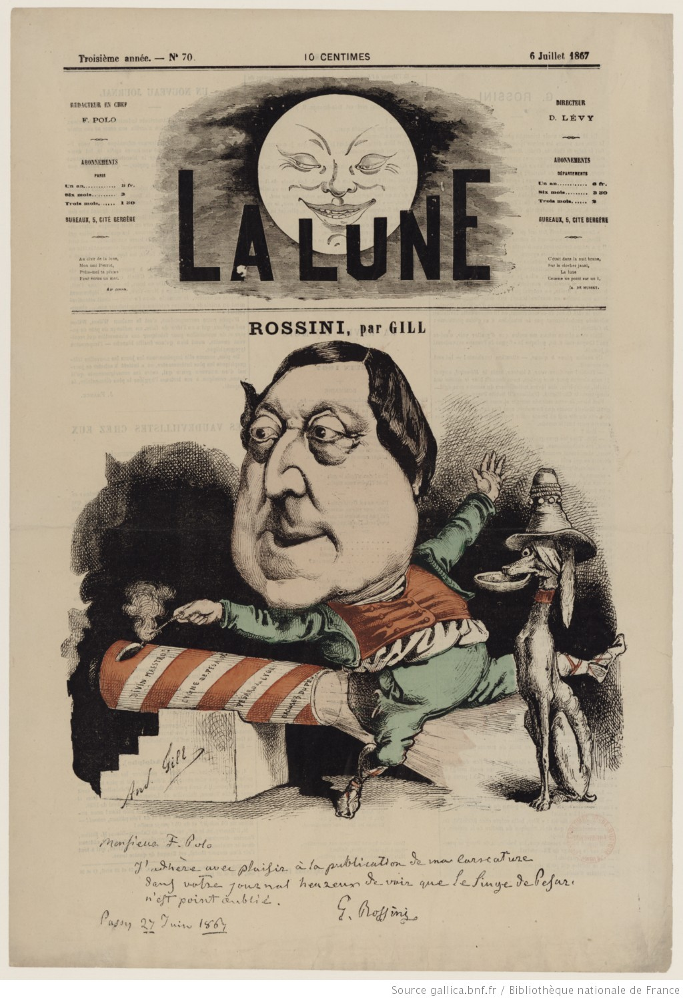 Troisième année. — Nº 70.
10 CENTIMES
6 Juillet 1867
RÉDACTEUR EN CHEF
F. POLO
ABONNEMENTS
PARIS
Un an............ 5 fr.
Six mois......... 3
Trois mois...... 1 50
BUREAUX, 5, CITÉ BERGÈRE
Au clair de la lune,
Mon ami Pierrot,
Prête-moi ta plume
Pour écrire un mot.
DIRECTEUR
D. LÉVY
ABONNEMENTS
DÉPARTEMENTS
Un an........... 6 fr.
Six mois......... 3 50
Trois mois..... 2
BUREAUX, 5, CITÉ BERGÈRE
C'était dans la nuit brune,
Sur le clocher jauni,
La lune
Comme un point sur un i,
A. DE MUSSET.
LA LUNE
ROSSINI, par GILL
DIVIN MAESTRO
CYGNE DE PESARO
And. Gill
Monsieur F. Polo
J'adhère avec plaisir à la publication de ma caricature
dans votre journal heureux de voir que le Singe de Pesaro
n'est point oublié.
G. Rossini
Passy 27 Juin 1867
Source gallica.bnf.fr / Bibliothèque nationale de France